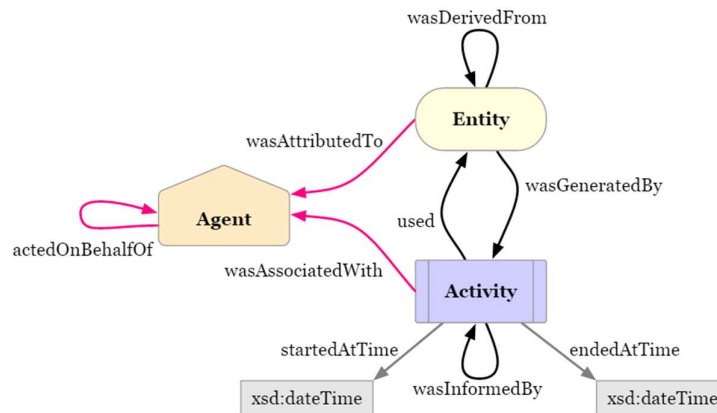 wasDerivedFrom
Entity
wasAttributedTo
wasGeneratedBy
Agent
used
actedOnBehalfOf
wasAssociatedWith
Activity
startedAtTime
endedAtTime
wasInformedBy
xsd:dateTime
xsd:dateTime